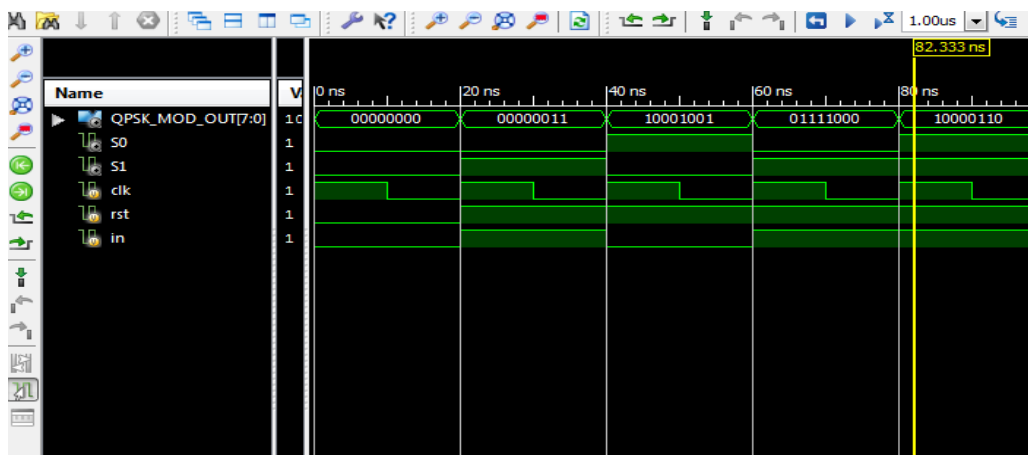 1.00us
82.333 ns
Name V
0 ns 20 ns 40 ns 60 ns 80 ns
QPSK_MOD_OUT[7:0] 10 00000000 00000011 10001001 01111000 10000110
S0 1
S1 1
clk 1
rst 1
in 1